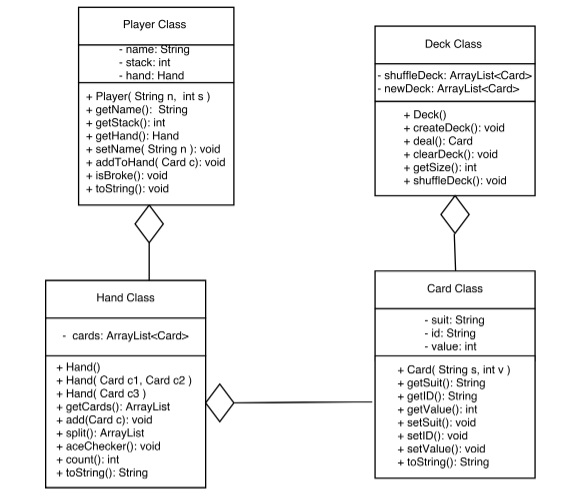 Player Class
- name: String
- stack: int
- hand: Hand
+ Player( String n, int s )
+ getName(): String
+ getStack(): int
+ getHand(): Hand
+ setName( String n ): void
+ addToHand( Card c): void
+ isBroke(): void
+ toString(): void
Deck Class
- shuffleDeck: ArrayList<Card>
- newDeck: ArrayList<Card>
+ Deck()
+ createDeck(): void
+ deal(): Card
+ clearDeck(): void
+ getSize(): int
+ shuffleDeck(): void
Hand Class
- cards: ArrayList<Card>
+ Hand()
+ Hand( Card c1, Card c2 )
+ Hand( Card c3 )
+ getCards(): ArrayList
+ add(Card c): void
+ split(): ArrayList
+ aceChecker(): void
+ count(): int
+ toString(): String
Card Class
- suit: String
- id: String
- value: int
+ Card( String s, int v )
+ getSuit(): String
+ getID(): String
+ getValue(): int
+ setSuit(): void
+ setID(): void
+ setValue(): void
+ toString(): String